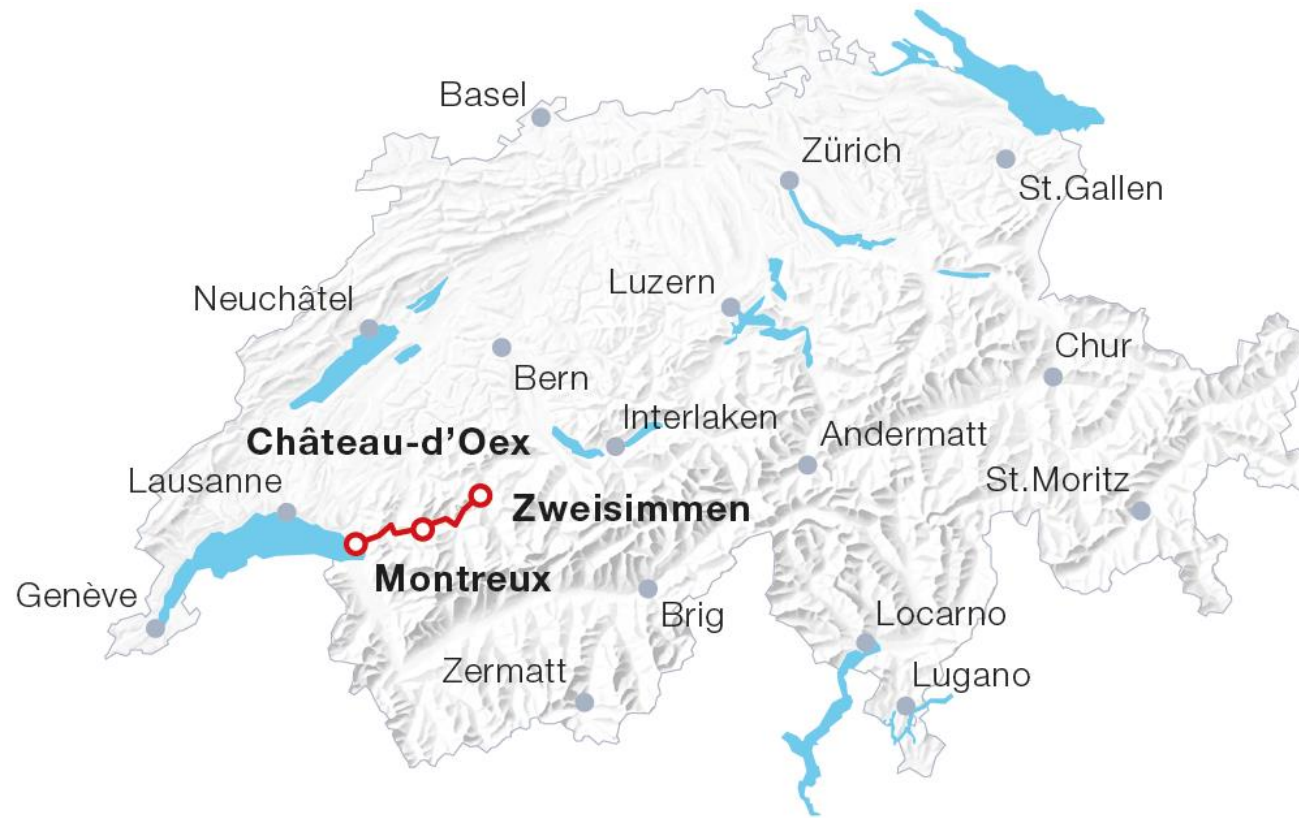 Basel
Zürich
St.Gallen
Neuchâtel
Luzern
Bern
Chur
Interlaken
Château-d’Oex
Andermatt
Lausanne
St.Moritz
Zweisimmen
Montreux
Genève
Brig
Locarno
Zermatt
Lugano